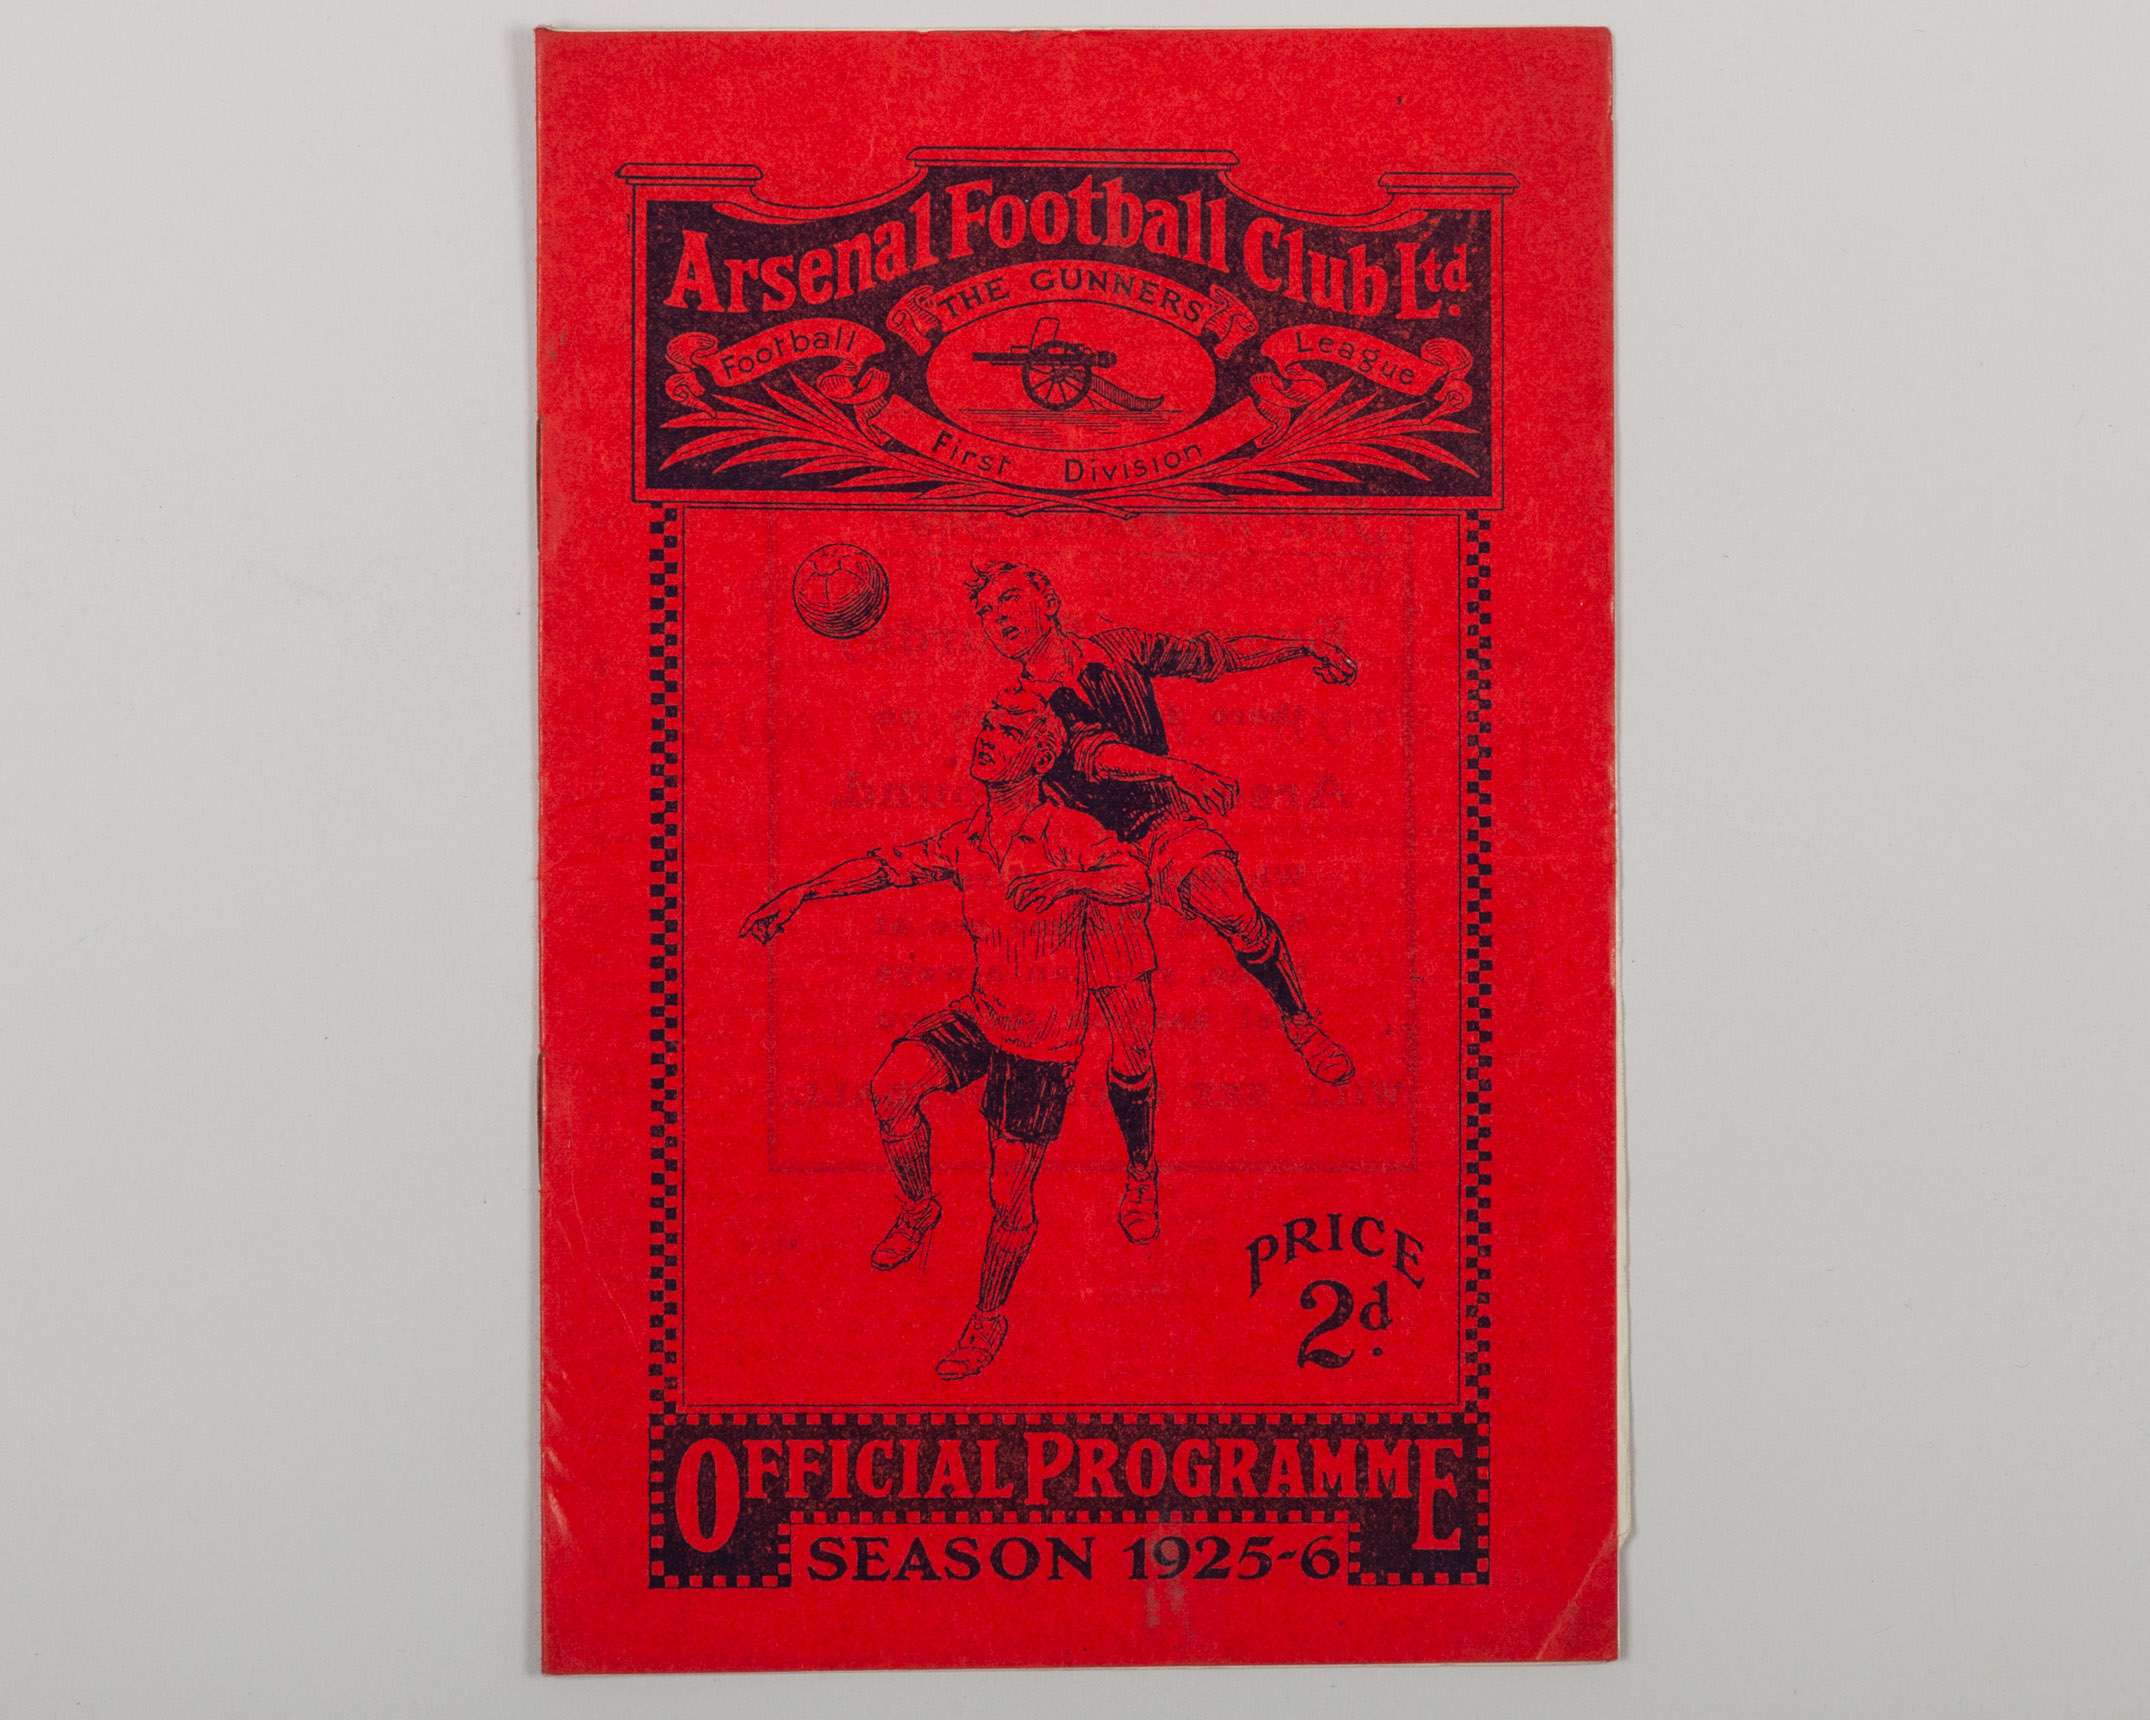 Arsenal Football Club Ltd.
THE GUNNERS
Football League
First Division
PRICE
2d.
OFFICIAL PROGRAMME
SEASON 1925-6